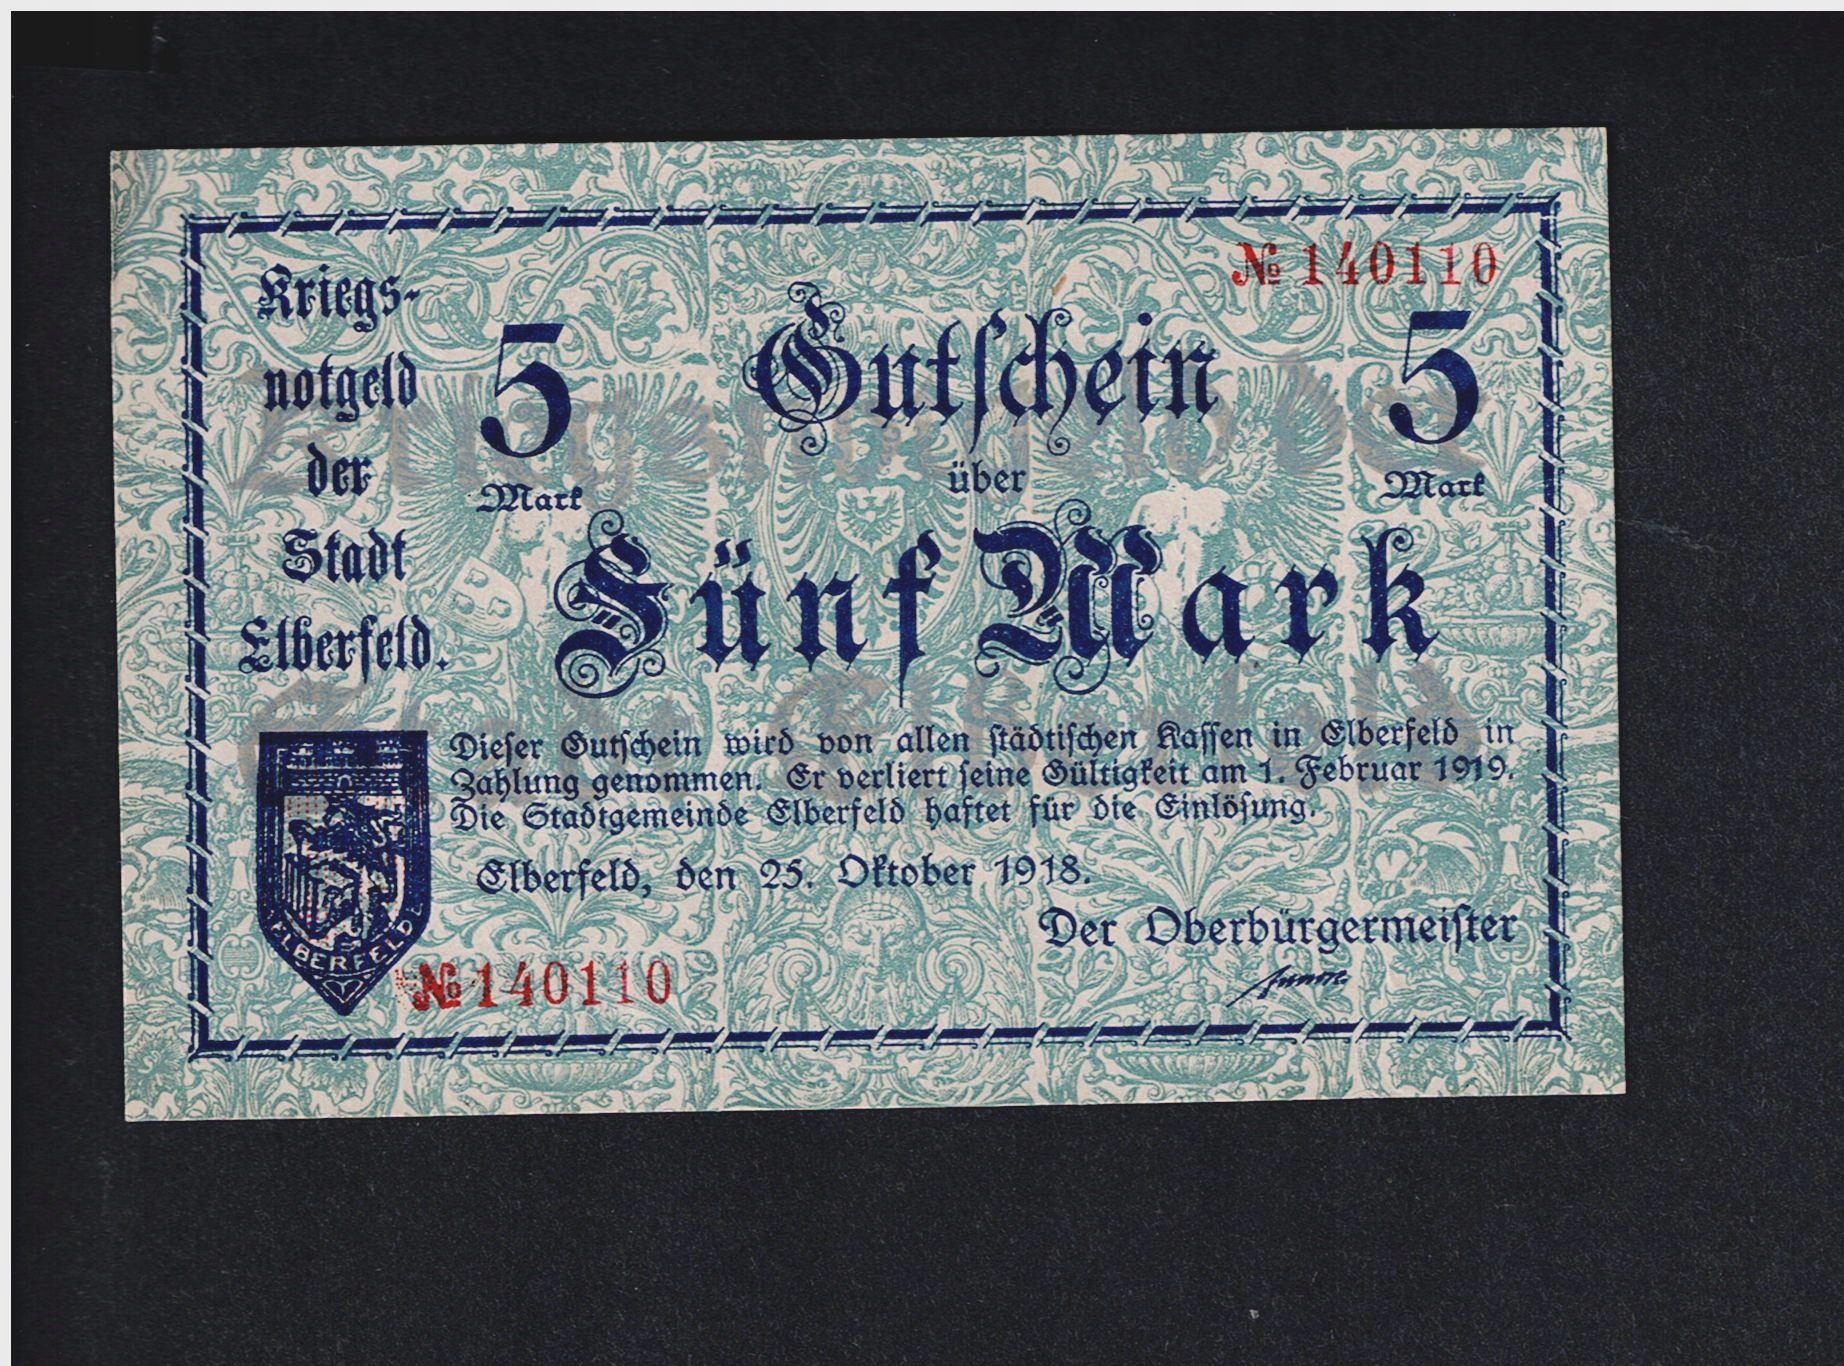 № 140110
Kriegs-
notgeld
der
Stadt
Elberfeld.
5
Mark
Gutschein
über
Fünf Mark
5
Mark
Dieser Gutschein wird von allen städtischen Kassen in Elberfeld in
Zahlung genommen. Er verliert seine Gültigkeit am 1. Februar 1919.
Die Stadtgemeinde Elberfeld haftet für die Einlösung.
Elberfeld, den 25. Oktober 1918.
Der Oberbürgermeister
ELBERFELD
№ 140110